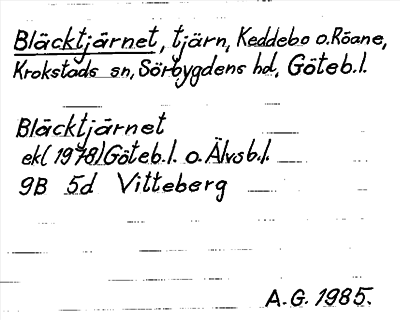 Bläcktjärnet, tjärn, Keddebo o. Röane,
Krokstads sn, Sörbygdens hd, Göteb. l.
Bläcktjärnet
ek (1978) Göteb. l. o. Älvsb. l.
9B 5d Vitteberg
A. G. 1985.